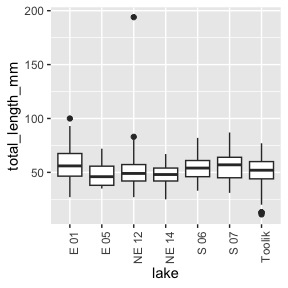 total_length_mm
200
150
100
50
E 01
E 05
NE 12
NE 14
S 06
S 07
Toolik
lake